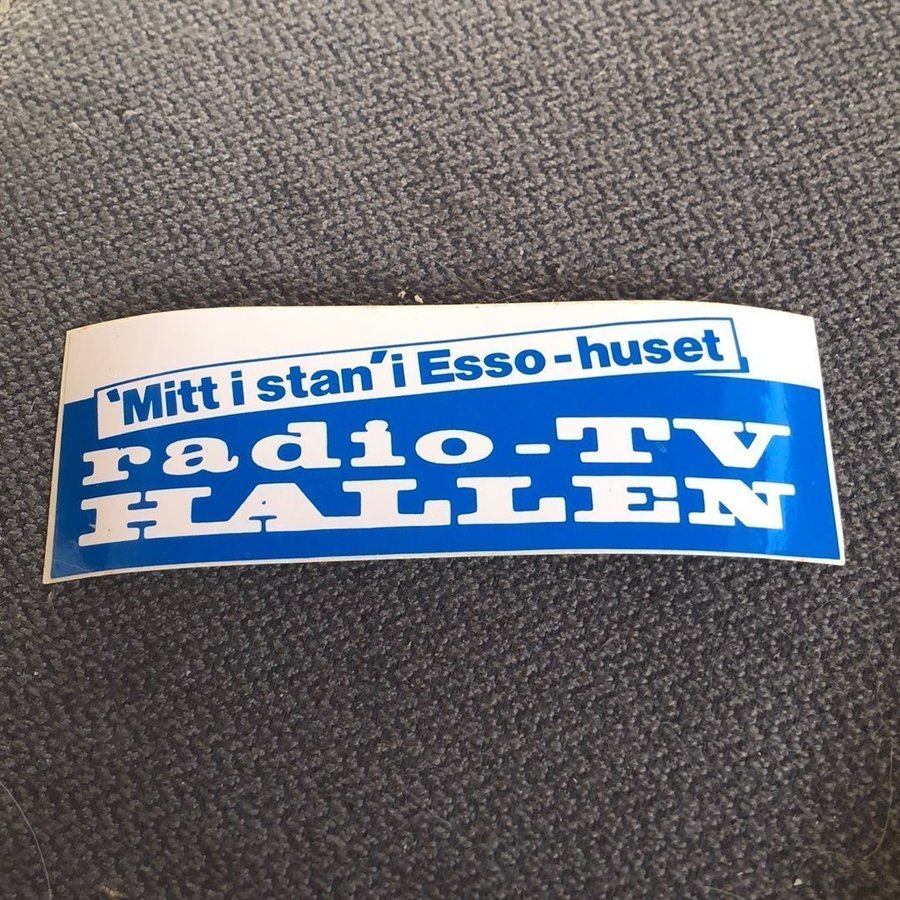 ‘Mitt i stan’ i Esso-huset
radio-TV
HALLEN